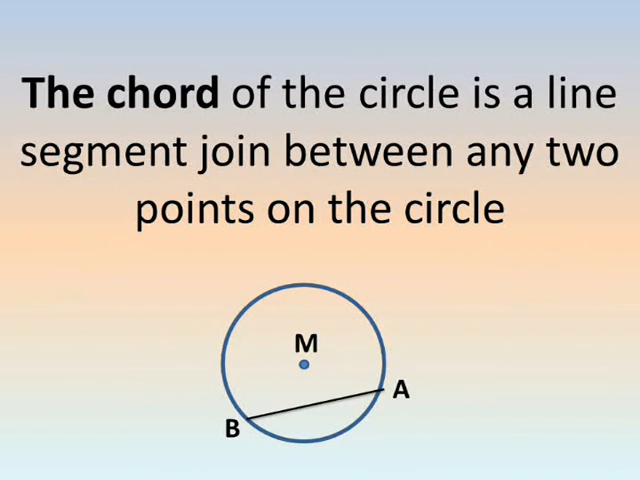 The chord of the circle is a line
segment join between any two
points on the circle
M
A
B